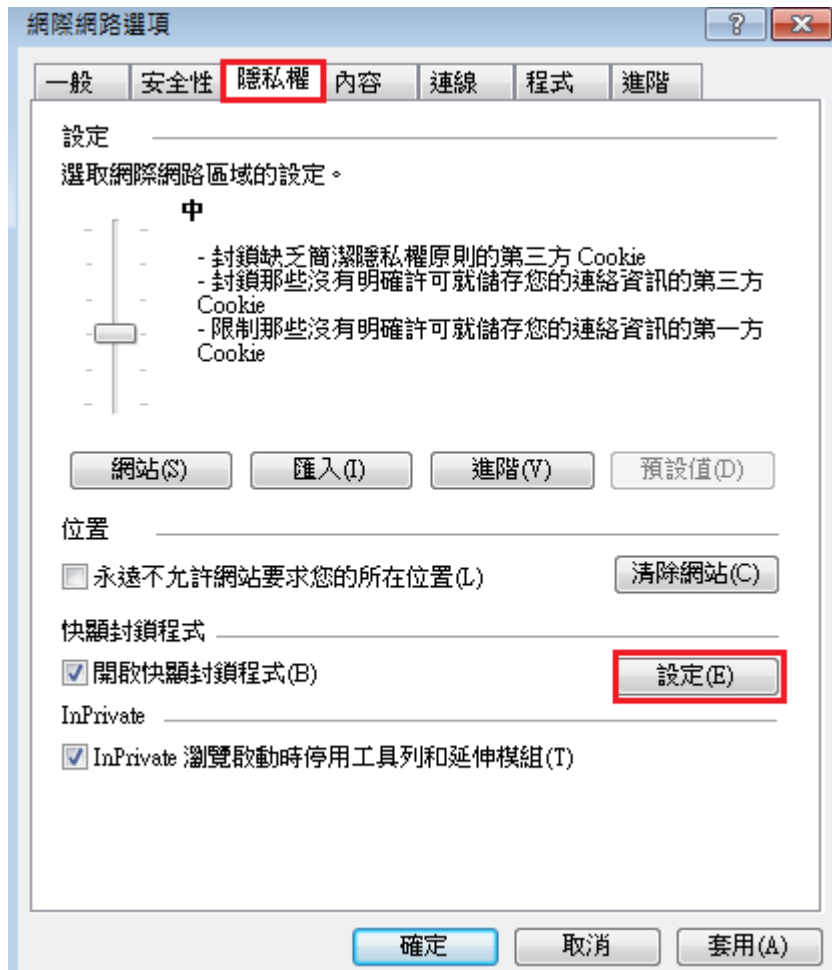 網際網路選項
一般
安全性
隱私權
內容
連線
程式
進階
設定
選取網際網路區域的設定。
中
- 封鎖缺乏簡潔隱私權原則的第三方 Cookie
- 封鎖那些沒有明確許可就儲存您的連絡資訊的第三方
Cookie
- 限制那些沒有明確許可就儲存您的連絡資訊的第一方
Cookie
網站(S)
匯入(I)
進階(V)
預設值(D)
位置
永遠不允許網站要求您的所在位置(L)
清除網站(C)
快顯封鎖程式
開啟快顯封鎖程式(B)
設定(E)
InPrivate
InPrivate 瀏覽啟動時停用工具列和延伸模組(T)
確定
取消
套用(A)